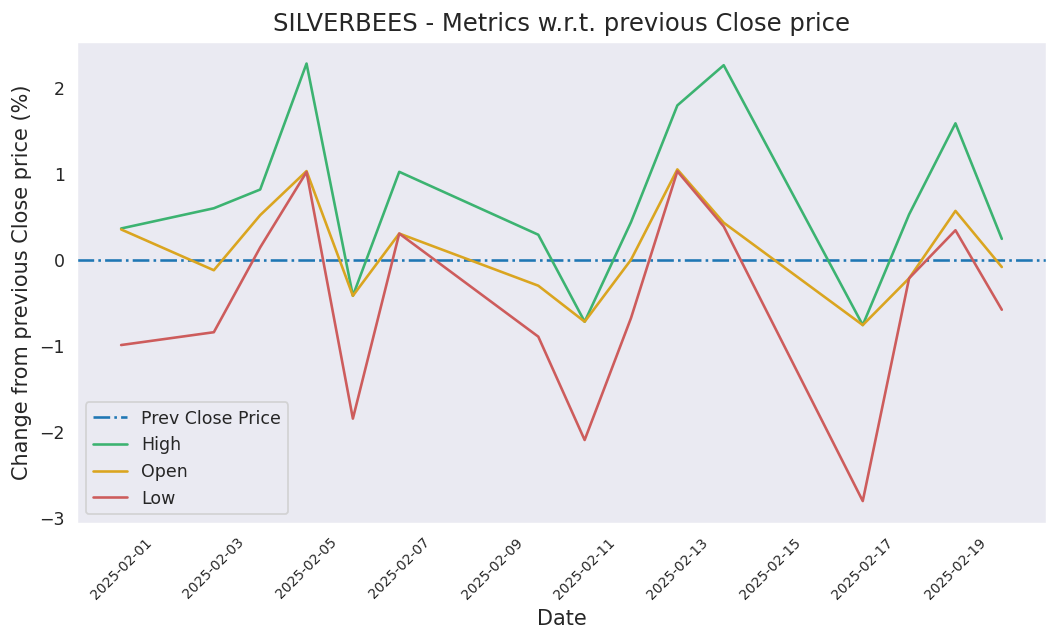 SILVERBEES - Metrics w.r.t. previous Close price
Change from previous Close price (%)
2
1
0
−1
−2
−3
Prev Close Price
High
Open
Low
2025-02-01
2025-02-03
2025-02-05
2025-02-07
2025-02-09
2025-02-11
2025-02-13
2025-02-15
2025-02-17
2025-02-19
Date